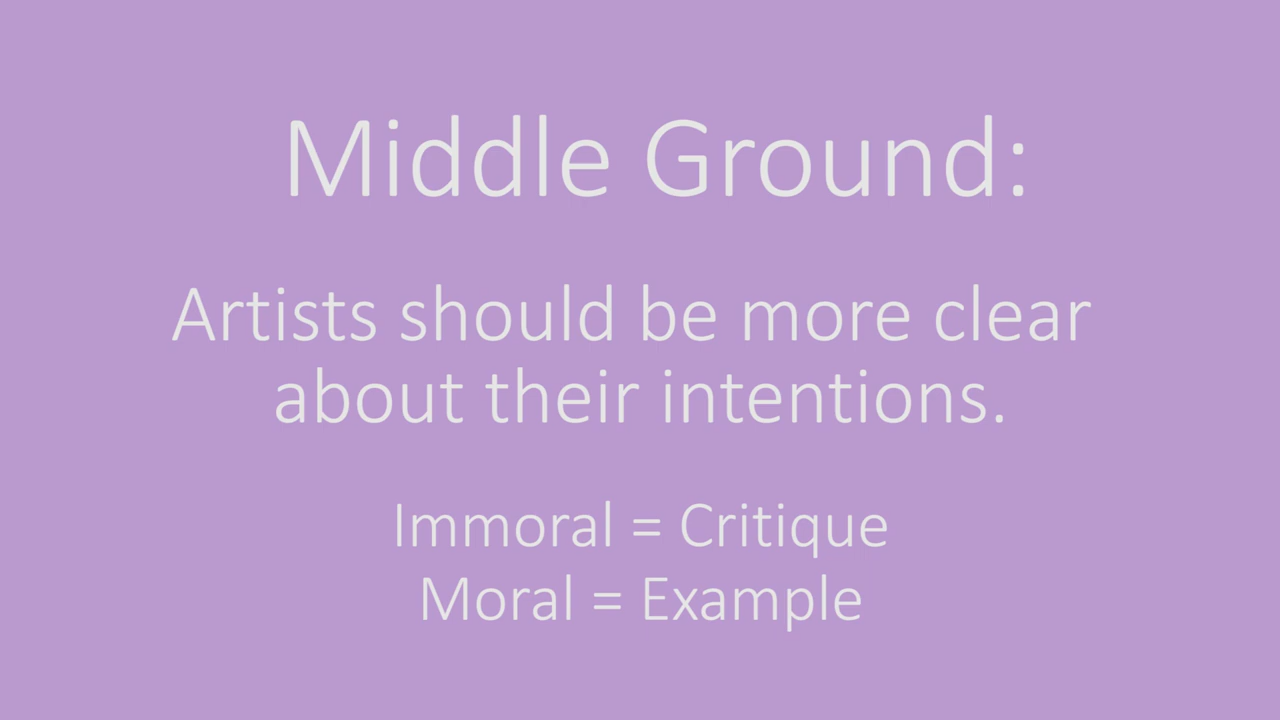 Middle Ground:
Artists should be more clear
about their intentions.
Immoral = Critique
Moral = Example